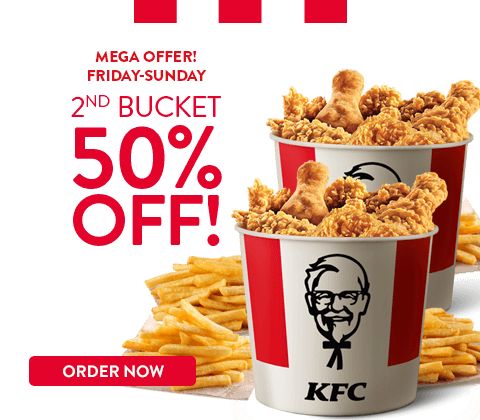 MEGA OFFER!
FRIDAY-SUNDAY
2ND BUCKET
50%
OFF!
ORDER NOW
KFC